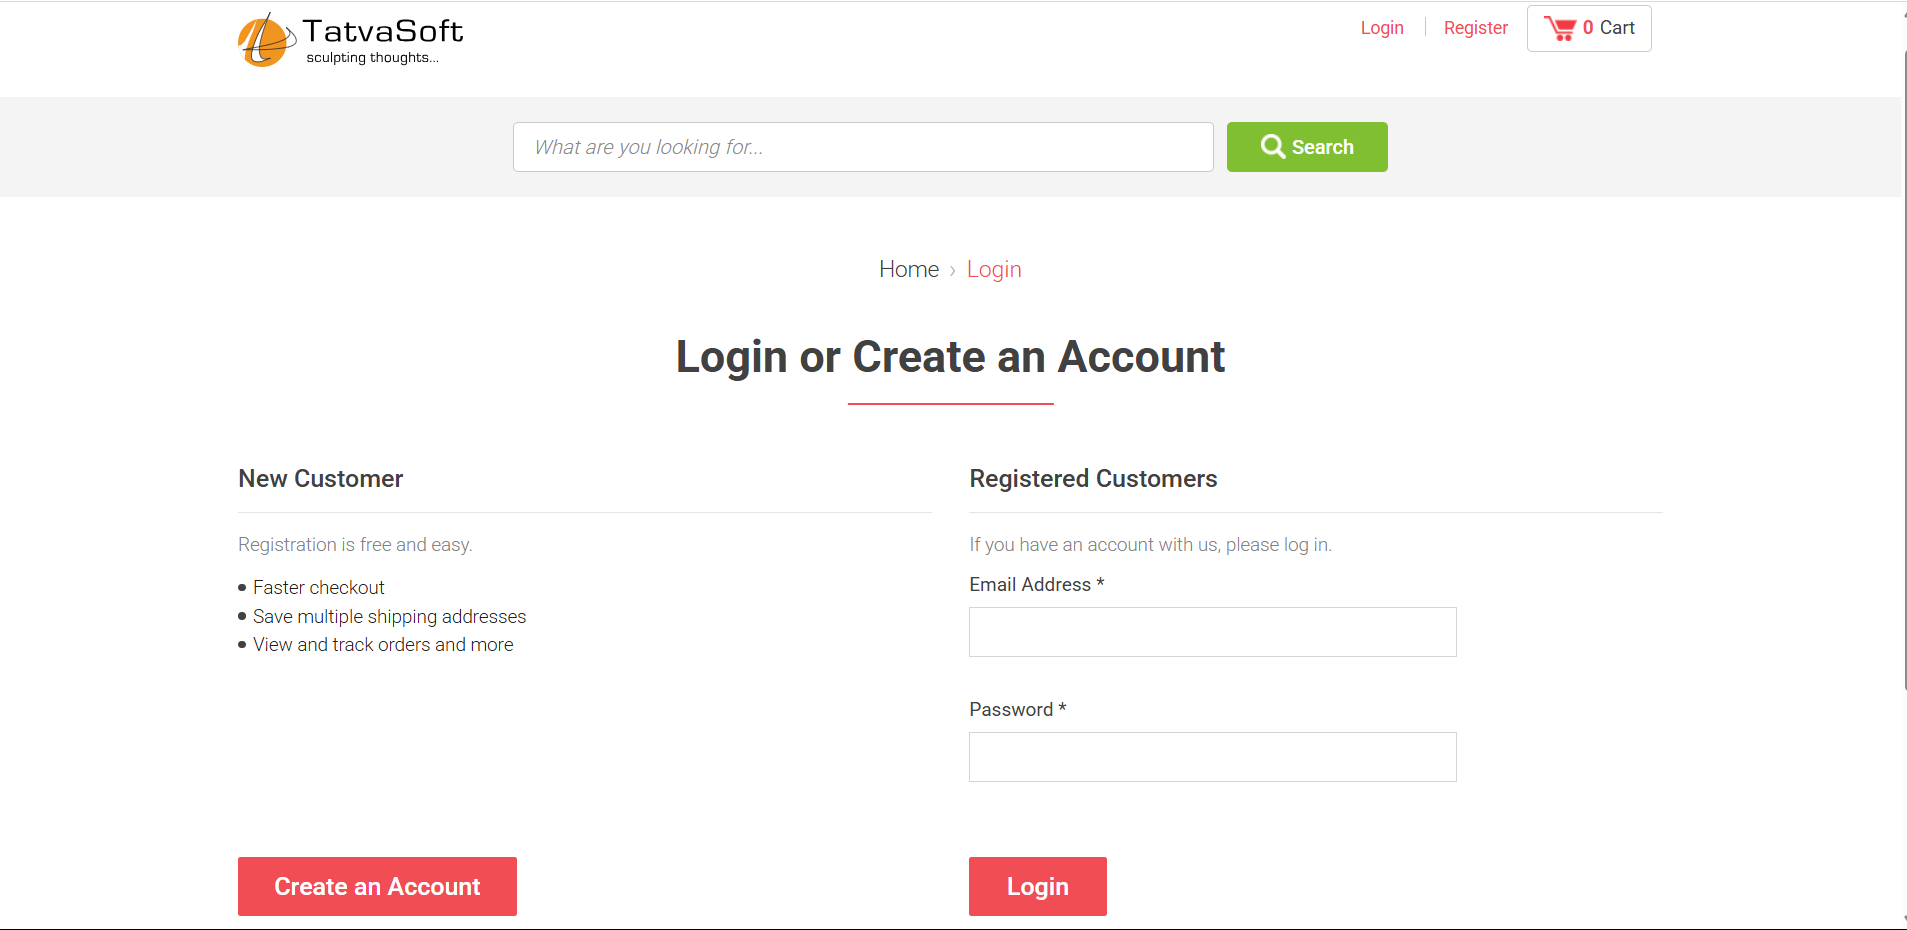 TatvaSoft
sculpting thoughts...
Login
Register
0 Cart
What are you looking for...
Search
Home › Login
Login or Create an Account
New Customer
Registration is free and easy.
• Faster checkout
• Save multiple shipping addresses
• View and track orders and more
Create an Account
Registered Customers
If you have an account with us, please log in.
Email Address *
Password *
Login